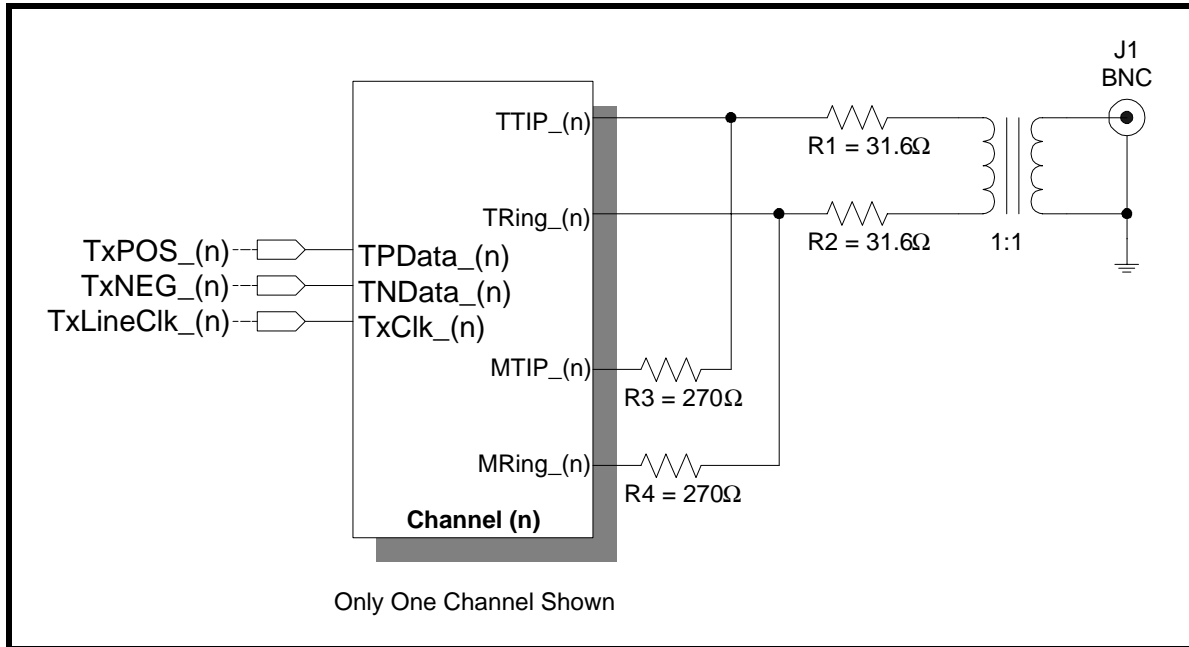 J1
BNC
TTIP_(n)
R1 = 31.6Ω
TRing_(n)
R2 = 31.6Ω
1:1
TxPOS_(n)
TPData_(n)
TxNEG_(n)
TNData_(n)
TxLineClk_(n)
TxClk_(n)
MTIP_(n)
R3 = 270Ω
MRing_(n)
R4 = 270Ω
Channel (n)
Only One Channel Shown